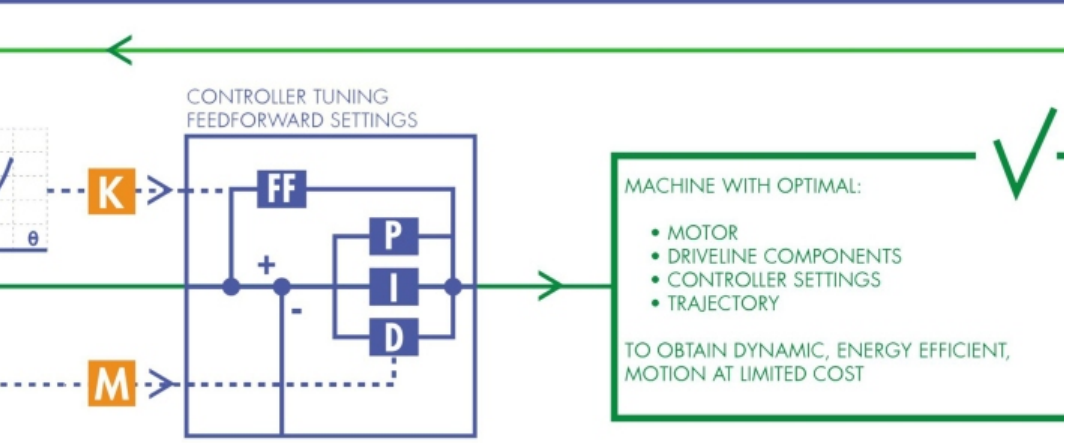 CONTROLLER TUNING
FEEDFORWARD SETTINGS
K
FF
θ
P
+
I
-
D
M
MACHINE WITH OPTIMAL:
• MOTOR
• DRIVELINE COMPONENTS
• CONTROLLER SETTINGS
• TRAJECTORY
TO OBTAIN DYNAMIC, ENERGY EFFICIENT,
MOTION AT LIMITED COST